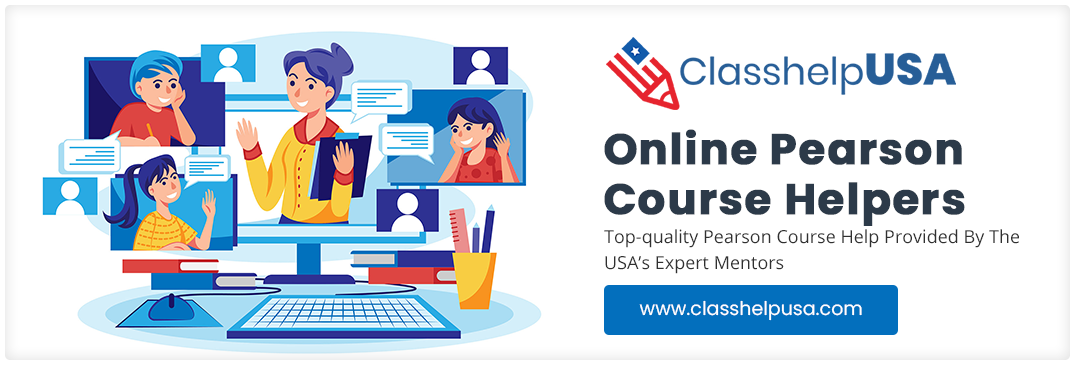 ClasshelpUSA
Online Pearson
Course Helpers
Top-quality Pearson Course Help Provided By The
USA’s Expert Mentors
www.classhelpusa.com